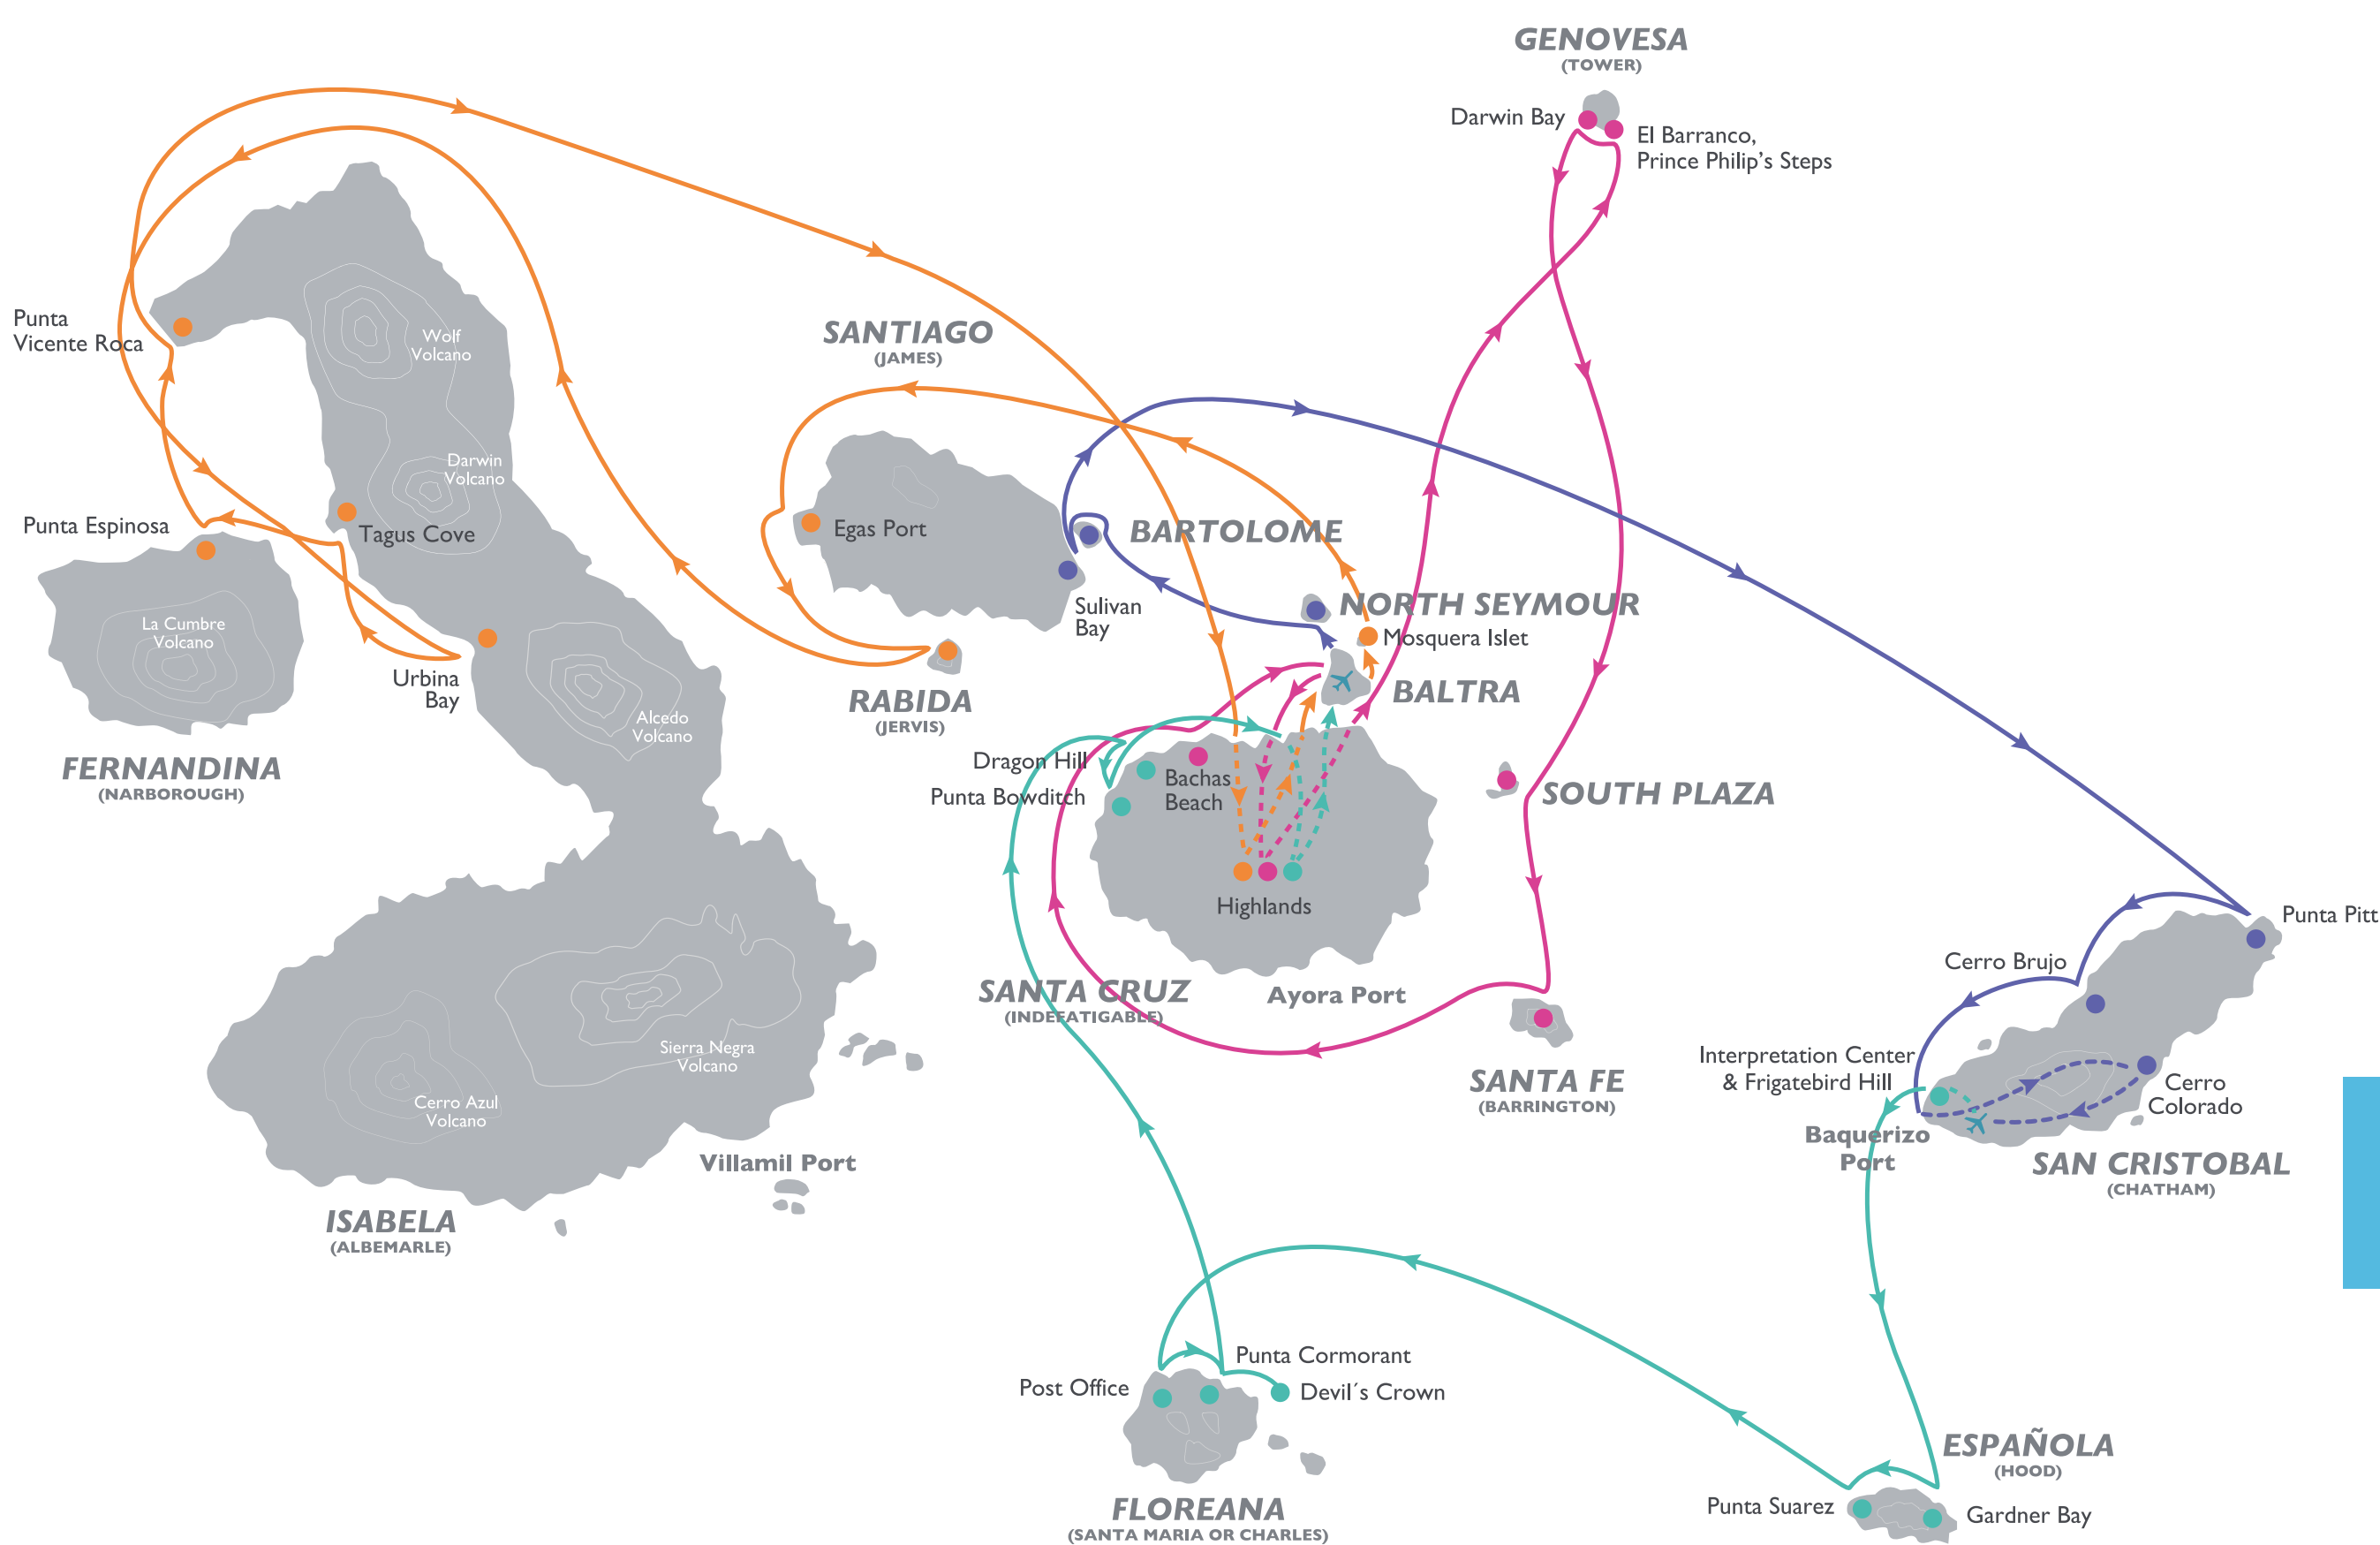 GENOVESA
(TOWER)
Darwin Bay
El Barranco,
Prince Philip's Steps
Punta
Vicente Roca
Wolf
Volcano
SANTIAGO
(JAMES)
Darwin
Volcano
Punta Espinosa
Tagus Cove
Egas Port
BARTOLOME
Sulivan
Bay
NORTH SEYMOUR
Mosquera Islet
La Cumbre
Volcano
Urbina
Bay
RABIDA
(JERVIS)
BALTRA
Alcedo
Volcano
FERNANDINA
(NARBOROUGH)
Dragon Hill
Punta Bowditch
Bachas
Beach
SOUTH PLAZA
Highlands
Punta Pitt
Cerro Brujo
SANTA CRUZ
(INDEFATIGABLE)
Ayora Port
Sierra Negra
Volcano
Interpretation Center
& Frigatebird Hill
SANTA FE
(BARRINGTON)
Cerro
Colorado
Cerro Azul
Volcano
Baquerizo
Port
Villamil Port
SAN CRISTOBAL
(CHATHAM)
ISABELA
(ALBEMARLE)
Punta Cormorant
Post Office
Devil´s Crown
ESPAÑOLA
(HOOD)
Punta Suarez
Gardner Bay
FLOREANA
(SANTA MARIA OR CHARLES)